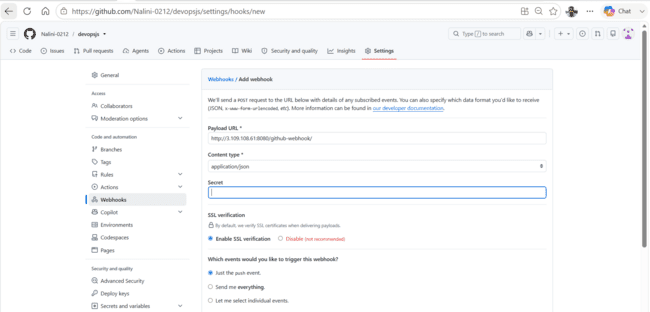 https://github.com/Nalini-0212/devopsjs/settings/hooks/new
Chat
Nalini-0212 / devopsjs
Type / to search
Code Issues Pull requests Agents Actions Projects Wiki Security and quality Insights Settings
General
Access
Collaborators
Moderation options
Code and automation
Branches
Tags
Rules
Actions
Webhooks
Copilot
Environments
Codespaces
Pages
Security and quality
Advanced Security
Deploy keys
Secrets and variables
Webhooks / Add webhook
We'll send a POST request to the URL below with details of any subscribed events. You can also specify which data format you'd like to receive
(JSON, x-www-form-urlencoded, etc). More information can be found in our developer documentation.
Payload URL *
http://3.109.108.61:8080/github-webhook/
Content type *
application/json
Secret
SSL verification
By default, we verify SSL certificates when delivering payloads.
Enable SSL verification Disable (not recommended)
Which events would you like to trigger this webhook?
Just the push event.
Send me everything.
Let me select individual events.